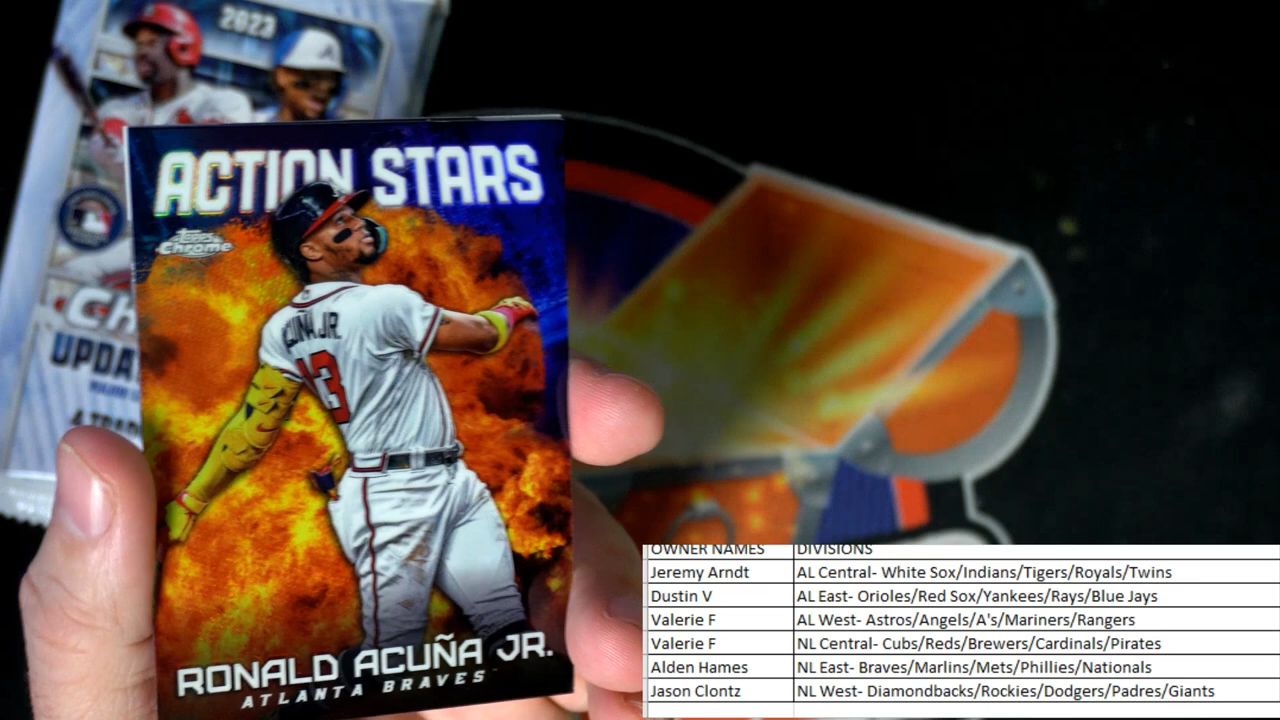 2023
ACTION STARS
Topps
Chrome
ACUÑA JR.
13
Ch
UPDA
RONALD ACUÑA JR.
ATLANTA BRAVES
OWNER NAMES DIVISIONS
Jeremy Arndt AL Central- White Sox/Indians/Tigers/Royals/Twins
Dustin V AL East- Orioles/Red Sox/Yankees/Rays/Blue Jays
Valerie F AL West- Astros/Angels/A's/Mariners/Rangers
Valerie F NL Central- Cubs/Reds/Brewers/Cardinals/Pirates
Alden Hames NL East- Braves/Marlins/Mets/Phillies/Nationals
Jason Clontz NL West- Diamondbacks/Rockies/Dodgers/Padres/Giants